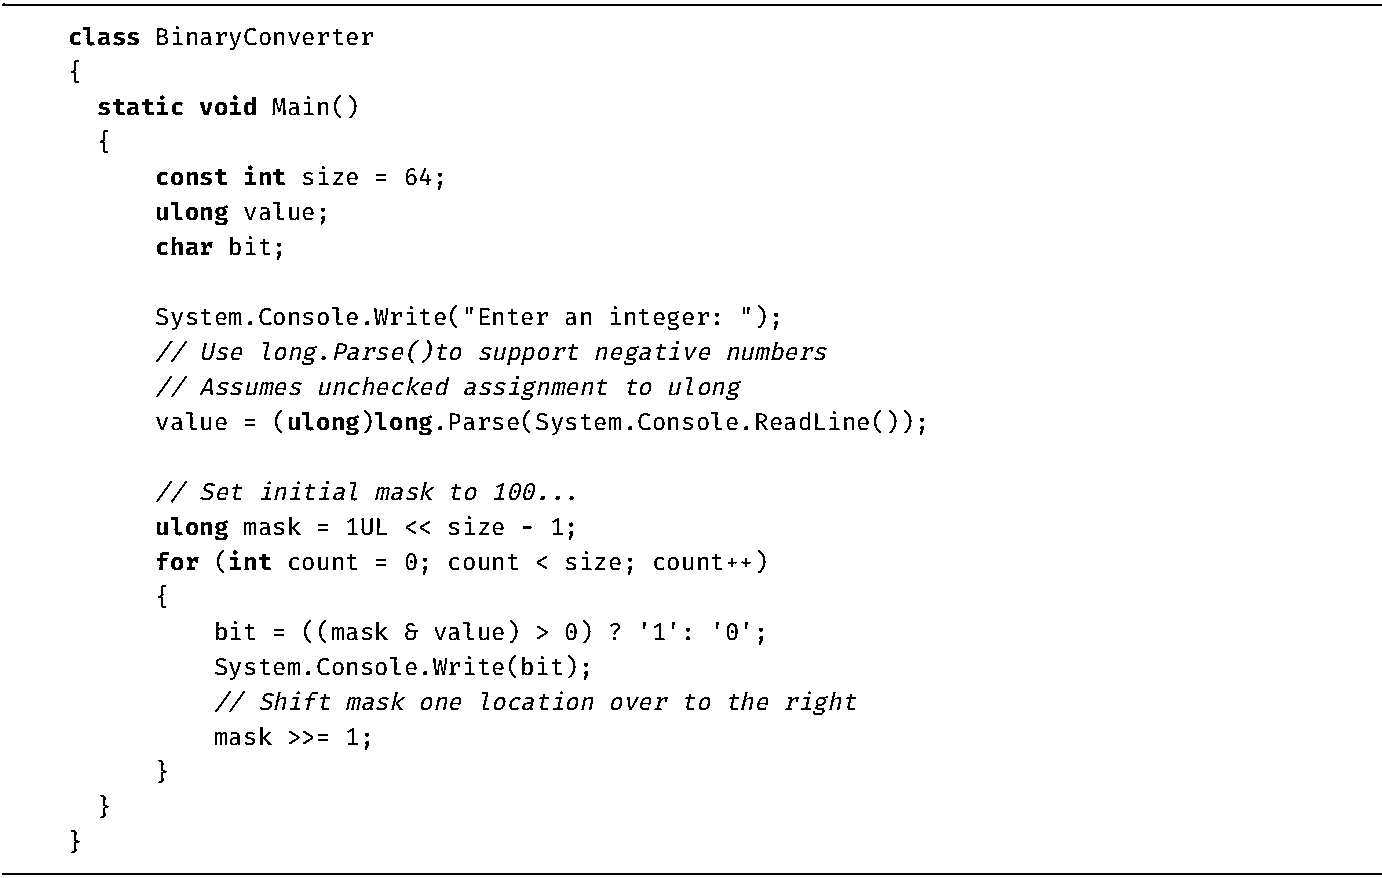 class BinaryConverter
{
  static void Main()
  {
      const int size = 64;
      ulong value;
      char bit;

      System.Console.Write("Enter an integer: ");
      // Use long.Parse()to support negative numbers
      // Assumes unchecked assignment to ulong
      value = (ulong)long.Parse(System.Console.ReadLine());

      // Set initial mask to 100...
      ulong mask = 1UL << size - 1;
      for (int count = 0; count < size; count++)
      {
          bit = ((mask & value) > 0) ? '1': '0';
          System.Console.Write(bit);
          // Shift mask one location over to the right
          mask >>= 1;
      }
  }
}